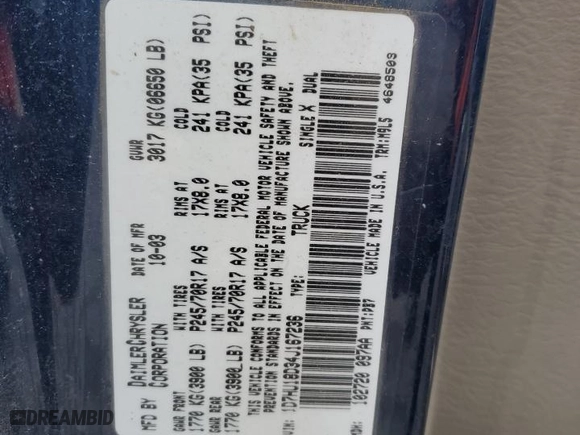 MFD BY DAIMLERCHRYSLER CORPORATION
DATE OF MFR 10-03
GVWR 3017 KG(06650 LB)
GAWR FRONT 1770 KG(3900 LB)
WITH TIRES P245/70R17 A/S
RIMS AT 17X8.0
COLD 241 KPA(35 PSI)
GAWR REAR 1770 KG(3900 LB)
WITH TIRES P245/70R17 A/S
RIMS AT 17X8.0
COLD 241 KPA(35 PSI)
THIS VEHICLE CONFORMS TO ALL APPLICABLE FEDERAL MOTOR VEHICLE SAFETY AND THEFT
PREVENTION STANDARDS IN EFFECT ON THE DATE OF MANUFACTURE SHOWN ABOVE.
VIN: 1D7HU18D34J167236 TYPE: TRUCK SINGLE X DUAL
MDH: 102720 087AA PNT:PB7 VEHICLE MADE IN U.S.A. TRM:M9L5
4648503